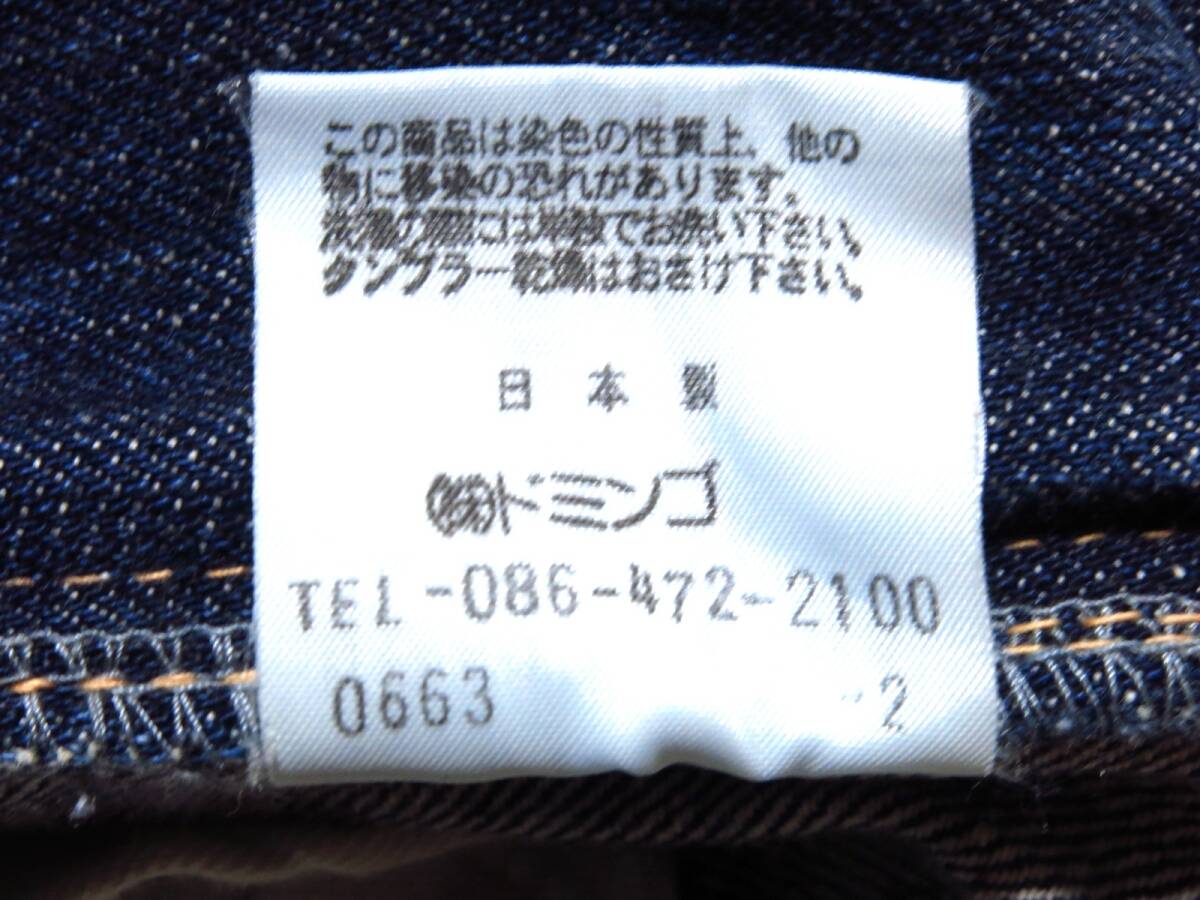 この商品は染色の性質上、他の
物に移染の恐れがあります。
洗濯の際には単独でお洗い下さい。
タンブラー乾燥はおさけ下さい。
日本製
㈱ドミンゴ
TEL-086-472-2100
0663 -2